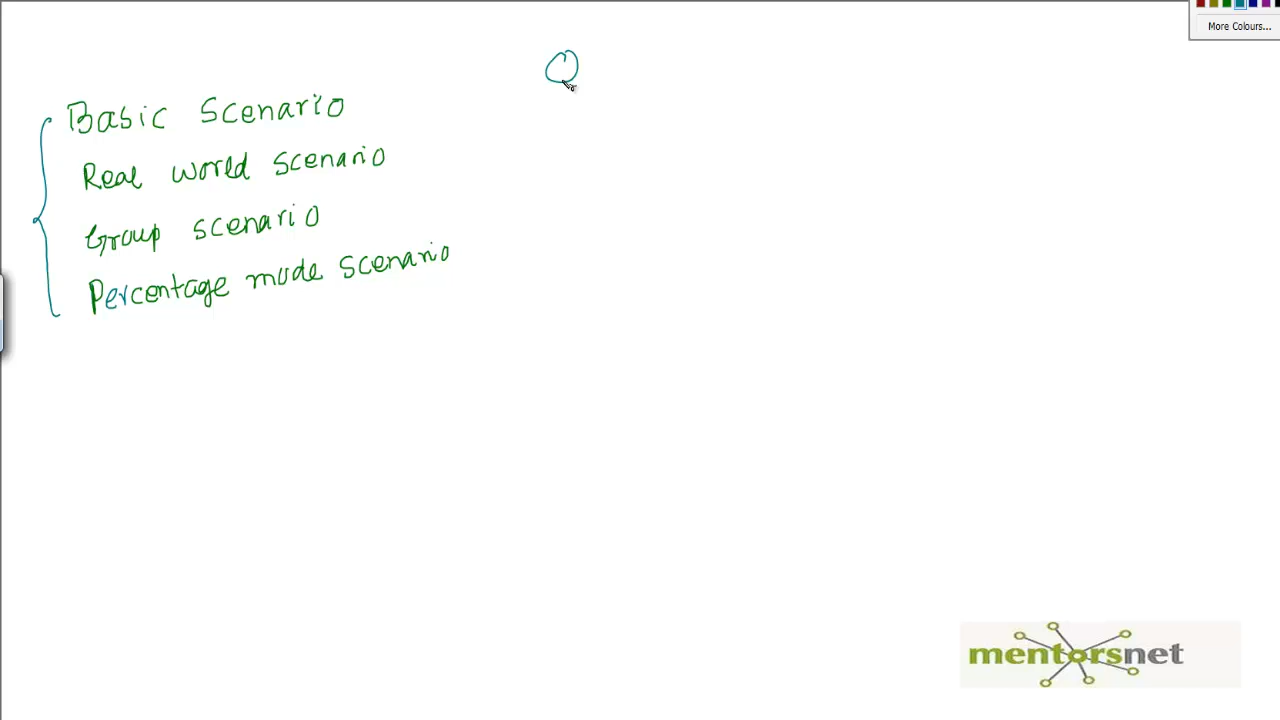 More Colours...
Basic Scenario
Real world scenario
Group scenario
Percentage mode scenario
mentorsnet